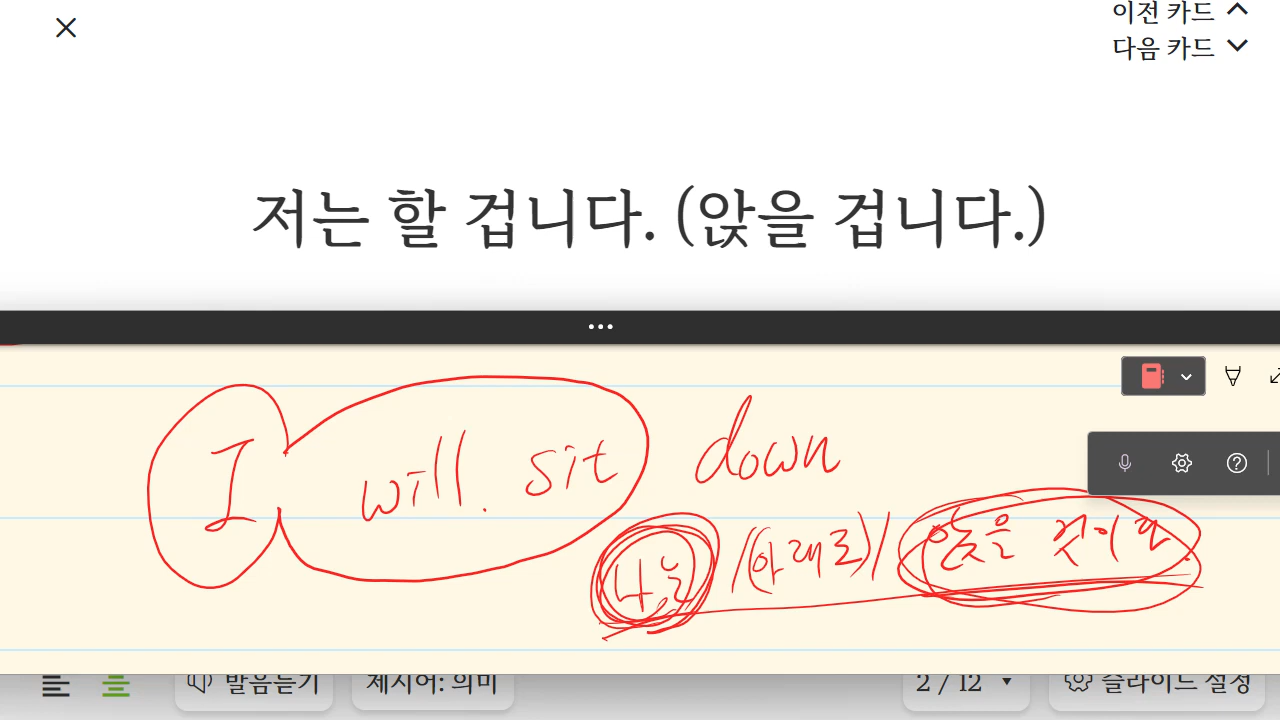 이전 카드
다음 카드
저는 할 겁니다. (앉을 겁니다.)
I will. sit down
나는 /(아래로)/ 앉을 것이다.
발음듣기 제시어: 의미 2 / 12 슬라이드 설정